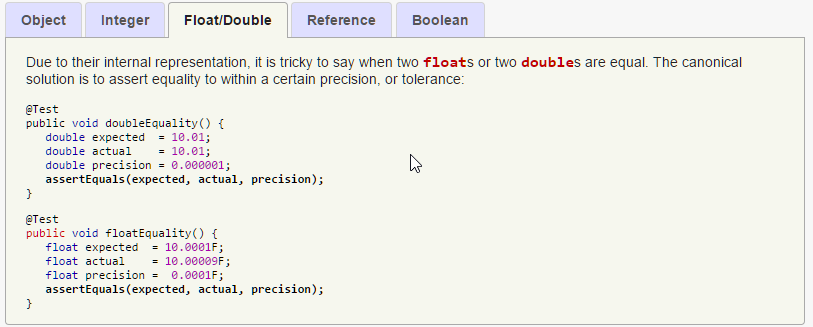 Object Integer Float/Double Reference Boolean
Due to their internal representation, it is tricky to say when two floats or two doubles are equal. The canonical
solution is to assert equality to within a certain precision, or tolerance:
@Test
public void doubleEquality() {
   double expected  = 10.01;
   double actual    = 10.01;
   double precision = 0.000001;
   assertEquals(expected, actual, precision);
}
@Test
public void floatEquality() {
   float expected  = 10.0001F;
   float actual    = 10.00009F;
   float precision =  0.0001F;
   assertEquals(expected, actual, precision);
}